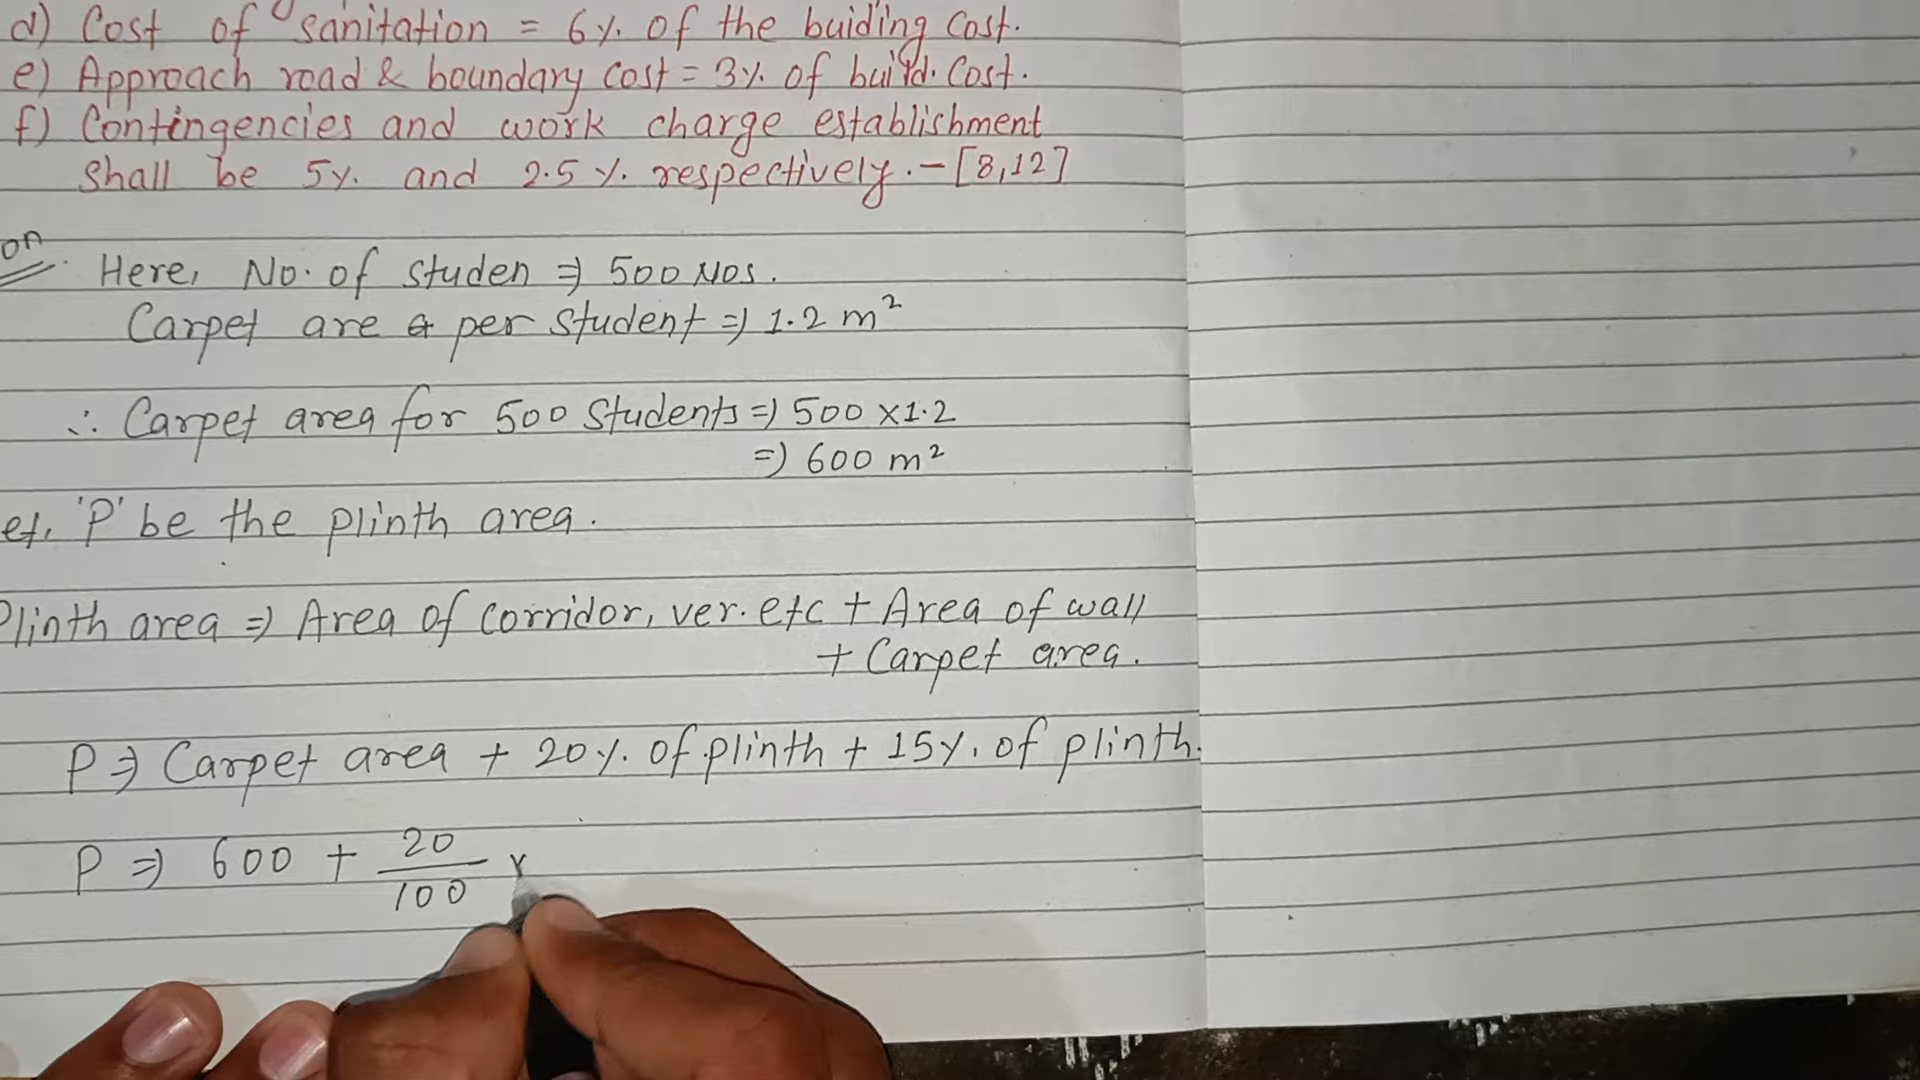 d) Cost of sanitation = 6%. of the buiding Cost.
e) Approach road & boundary cost = 3%. of build. Cost.
f) Contingencies and work charge establishment
shall be 5%. and 2.5%. respectively. - [8,12]
on
Here, No. of studen ⇒ 500 Nos.
Carpet are a per student ⇒ 1.2 m²
∴ Carpet area for 500 Students ⇒ 500 x1.2
⇒ 600 m²
et, 'P' be the plinth area.
Plinth area ⇒ Area of corridor, ver. etc + Area of wall
+ Carpet area.
P ⇒ Carpet area + 20%. of plinth + 15%. of plinth.
P ⇒ 600 + 20/100 x